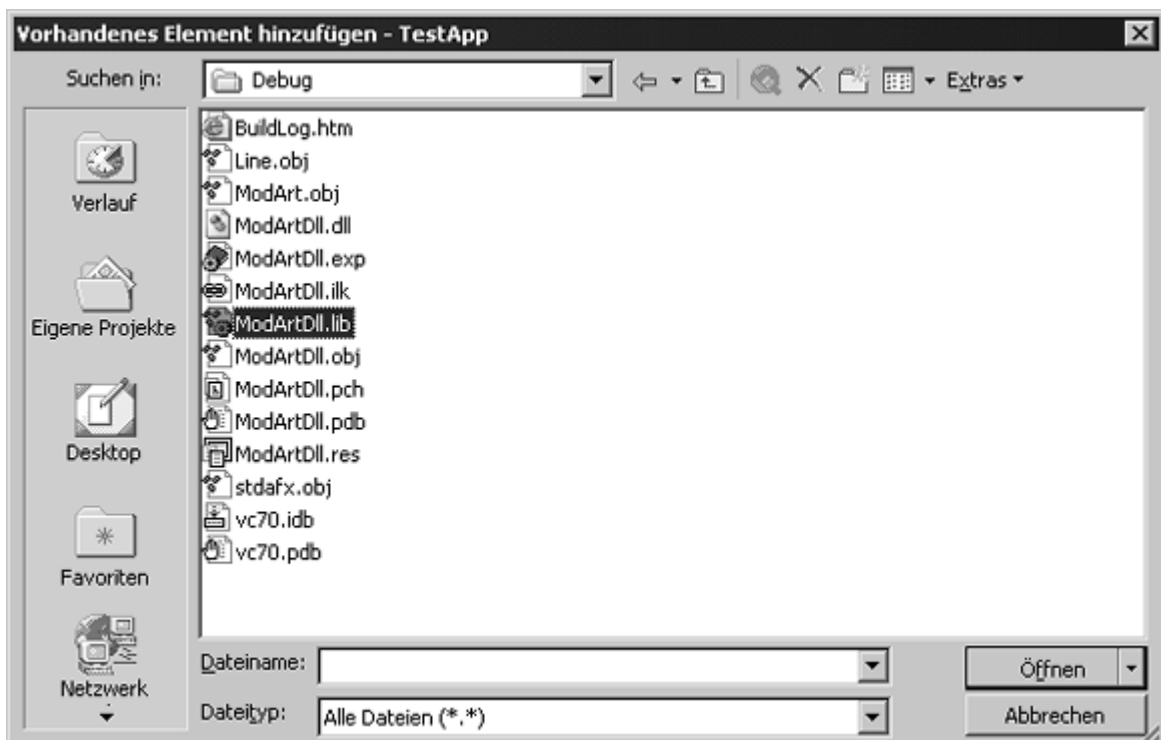 Vorhandenes Element hinzufügen - TestApp
Suchen in:
Debug
Extras
Verlauf
Eigene Projekte
Desktop
Favoriten
Netzwerk
BuildLog.htm
Line.obj
ModArt.obj
ModArtDll.dll
ModArtDll.exp
ModArtDll.ilk
ModArtDll.lib
ModArtDll.obj
ModArtDll.pch
ModArtDll.pdb
ModArtDll.res
stdafx.obj
vc70.idb
vc70.pdb
Dateiname:
Öffnen
Dateityp:
Alle Dateien (*.*)
Abbrechen